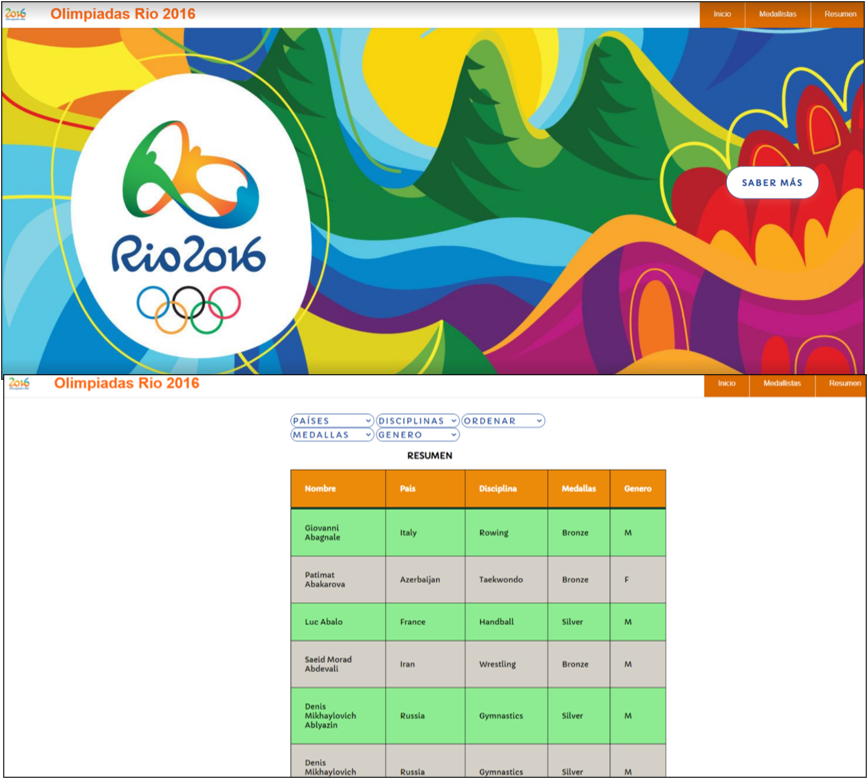 2016
Olimpiadas Rio 2016
Inicio
Medallistas
Resumen
SABER MÁS
Rio2016
2016
Olimpiadas Rio 2016
Inicio
Medallistas
Resumen
PAÍSES DISCIPLINAS ORDENAR
MEDALLAS GENERO
RESUMEN
Nombre Pais Disciplina Medallas Genero
Giovanni
Abagnale Italy Rowing Bronze M
Patimat
Abakarova Azerbaijan Taekwondo Bronze F
Luc Abalo France Handball Silver M
Saeid Morad
Abdevali Iran Wrestling Bronze M
Denis
Mikhaylovich
Ablyazin Russia Gymnastics Silver M
Denis
Mikhaylovich Russia Gymnastics Silver M